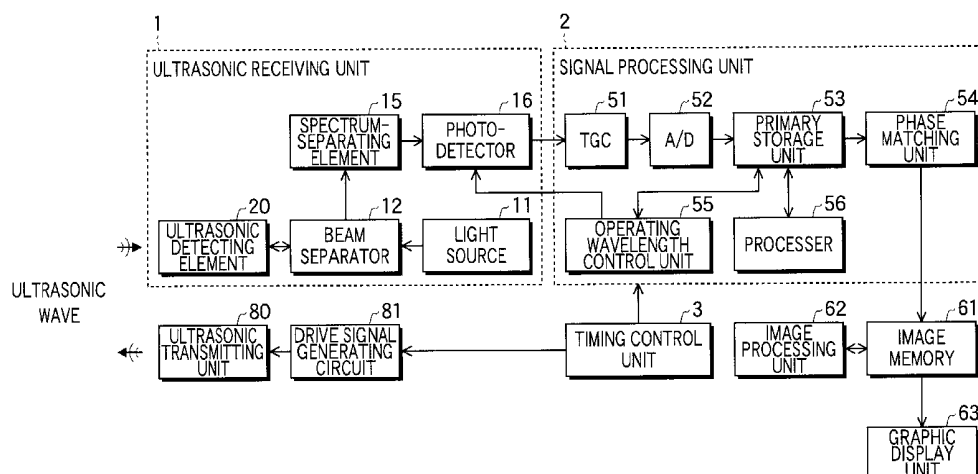 1
2
ULTRASONIC RECEIVING UNIT
SIGNAL PROCESSING UNIT
15
16
51
52
53
54
SPECTRUM-
SEPARATING
ELEMENT
PHOTO-
DETECTOR
TGC
A/D
PRIMARY
STORAGE
UNIT
PHASE
MATCHING
UNIT
20
12
11
55
56
ULTRASONIC
DETECTING
ELEMENT
BEAM
SEPARATOR
LIGHT
SOURCE
OPERATING
WAVELENGTH
CONTROL UNIT
PROCESSER
ULTRASONIC
WAVE
80
81
3
62
61
ULTRASONIC
TRANSMITTING
UNIT
DRIVE SIGNAL
GENERATING
CIRCUIT
TIMING CONTROL
UNIT
IMAGE
PROCESSING
UNIT
IMAGE
MEMORY
63
GRAPHIC
DISPLAY
UNIT